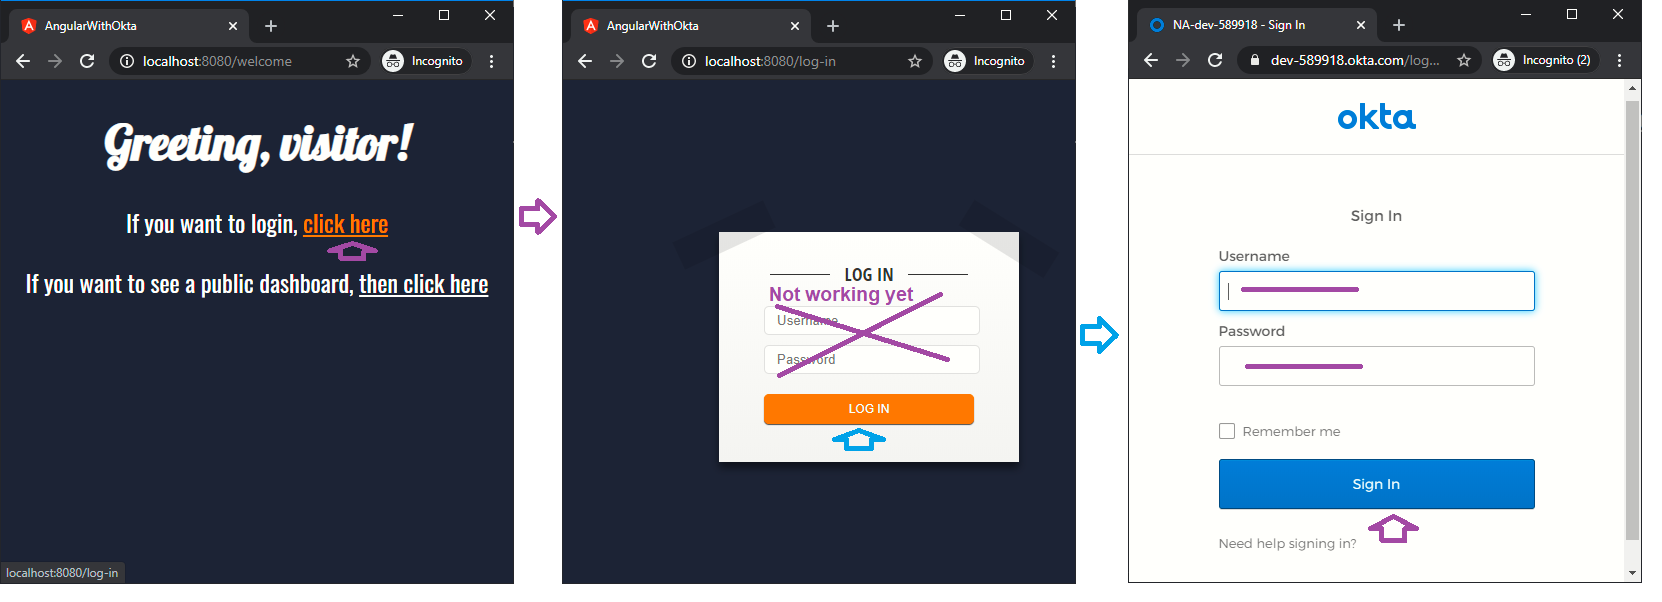 AngularWithOkta
localhost:8080/welcome
Incognito
Greeting, visitor!
If you want to login, click here
If you want to see a public dashboard, then click here
localhost:8080/log-in
AngularWithOkta
localhost:8080/log-in
Incognito
LOG IN
Not working yet
Username
Password
LOG IN
NA-dev-589918 - Sign In
dev-589918.okta.com/log...
Incognito (2)
okta
Sign In
Username
Password
Remember me
Sign In
Need help signing in?